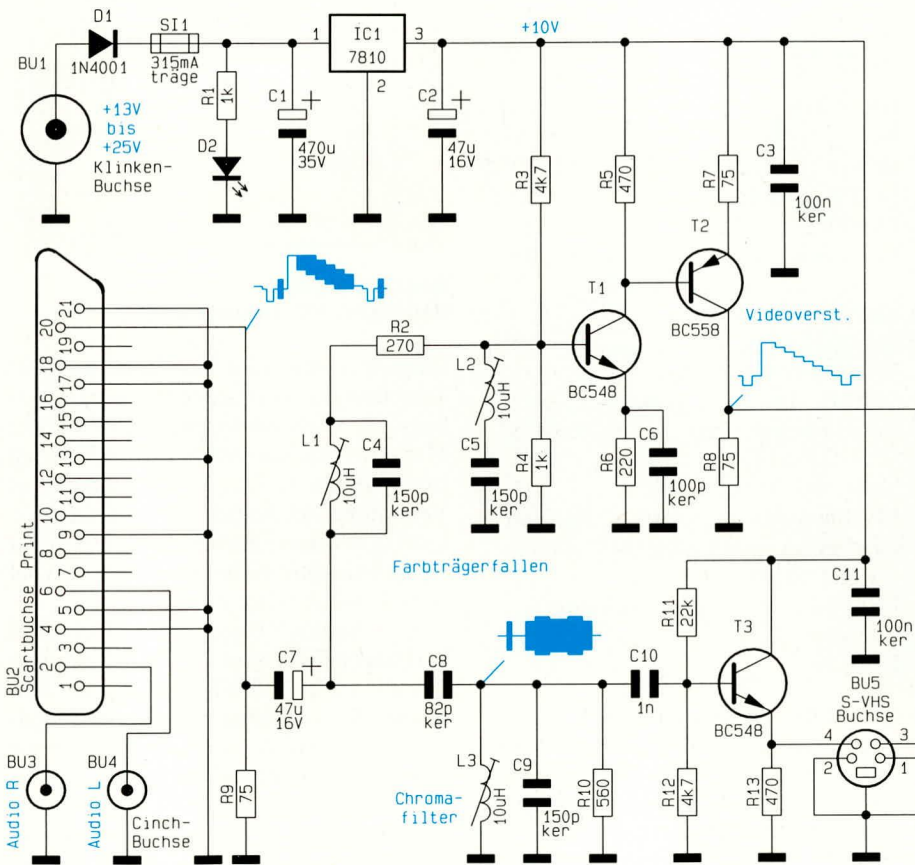 D1
1N4001
SI1
315mA
träge
BU1
+13V
bis
+25V
Klinken-
Buchse
R1
1k
D2
C1
470u
35V
1
IC1
7810
3
2
C2
47u
16V
+10V
R3
4k7
R5
470
R7
75
C3
100n
ker
T2
BC558
T1
BC548
Videoverst.
R2
270
L2
10uH
L1
10uH
C4
150p
ker
C5
150p
ker
R4
1k
R6
220
C6
100p
ker
R8
75
Farbträgerfallen
BU2
Scartbuchse Print
21
20
19
18
17
16
15
14
13
12
11
10
9
8
7
6
5
4
3
2
1
BU3
Audio R
BU4
Audio L
Cinch-
Buchse
R9
75
C7
47u
16V
C8
82p
ker
L3
10uH
Chroma-
filter
C9
150p
ker
R10
560
C10
1n
R11
22k
R12
4k7
T3
BC548
R13
470
C11
100n
ker
BU5
S-VHS
Buchse
4
3
2
1